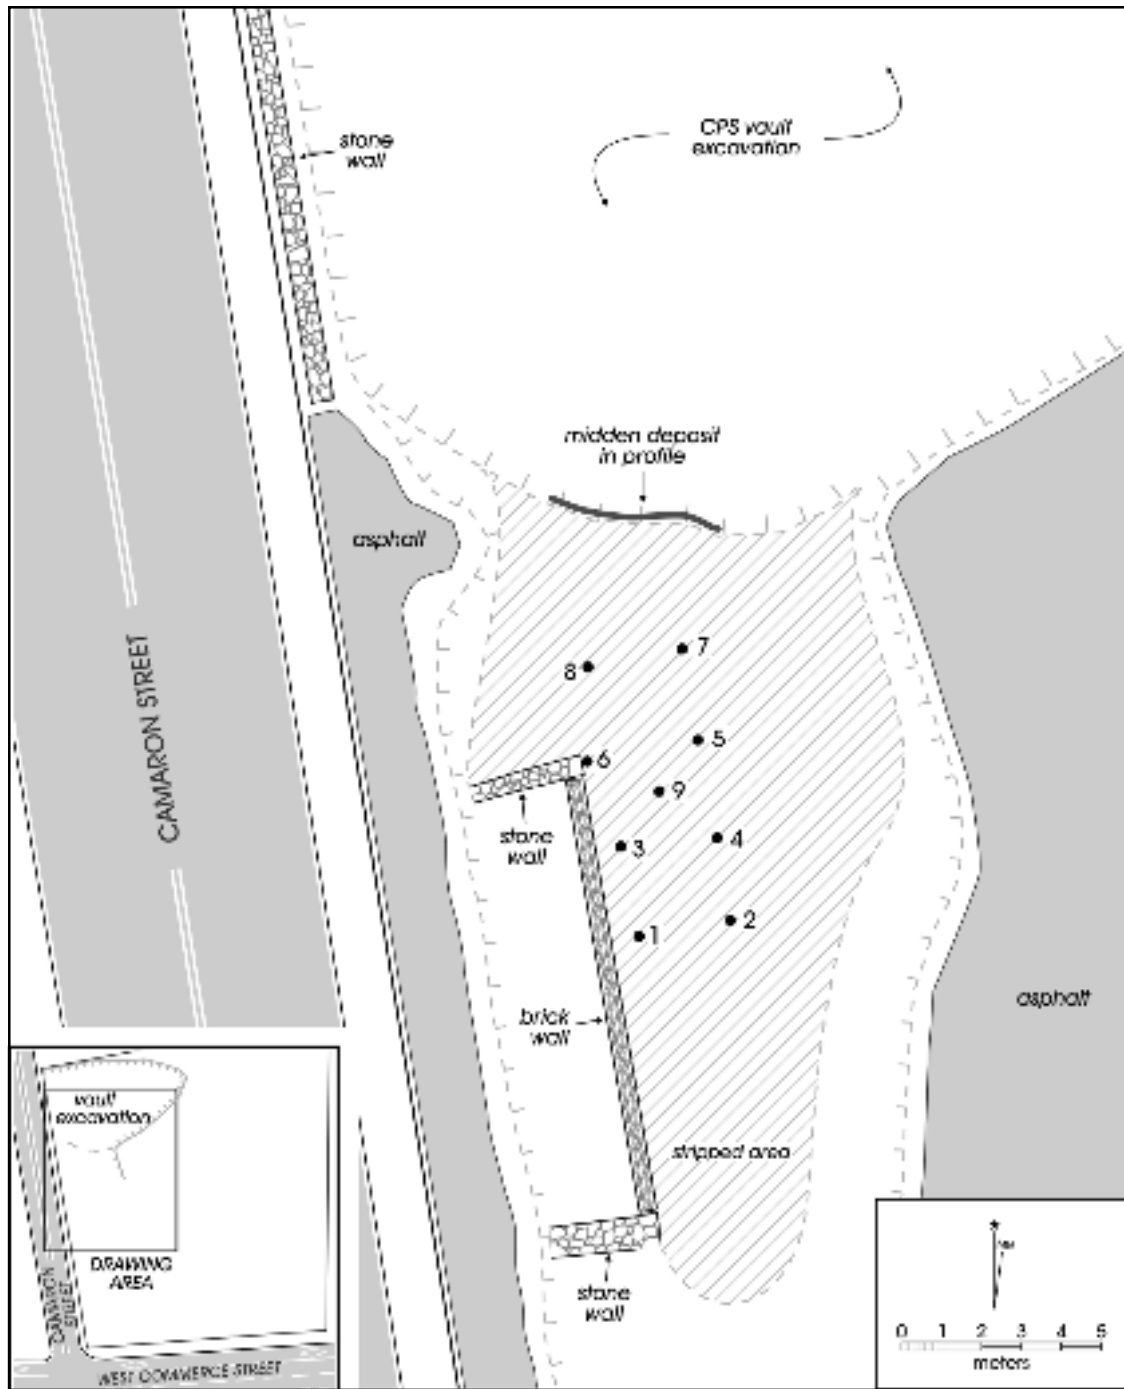 CPS vault
excavation
stone
wall
midden deposit
in profile
asphalt
7
8
5
6
9
CAMARON STREET
4
3
stone
wall
2
1
asphalt
brick
wall
stripped area
vault
excavation
DRAWING
AREA
CAMARON
STREET
WEST COMMERCE STREET
stone
wall
MN
0 1 2 3 4 5
meters